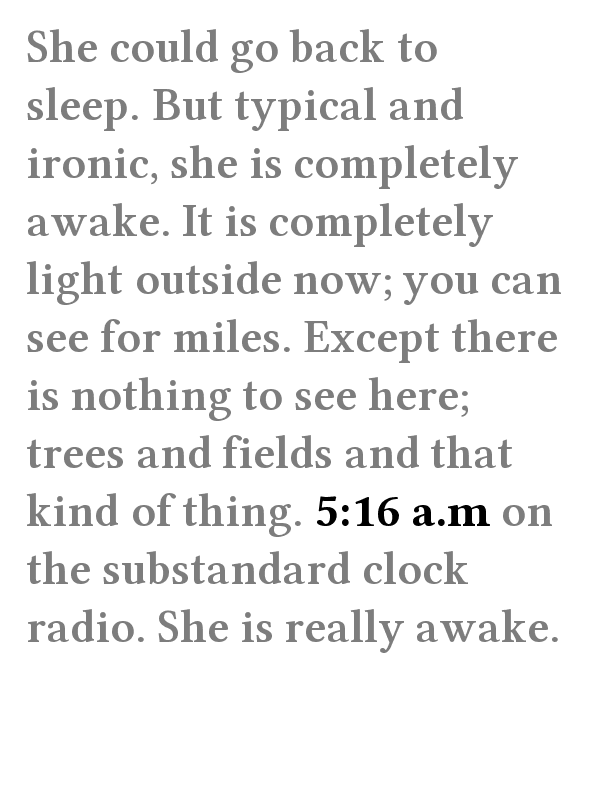 She could go back to
sleep. But typical and
ironic, she is completely
awake. It is completely
light outside now; you can
see for miles. Except there
is nothing to see here;
trees and fields and that
kind of thing. 5:16 a.m on
the substandard clock
radio. She is really awake.